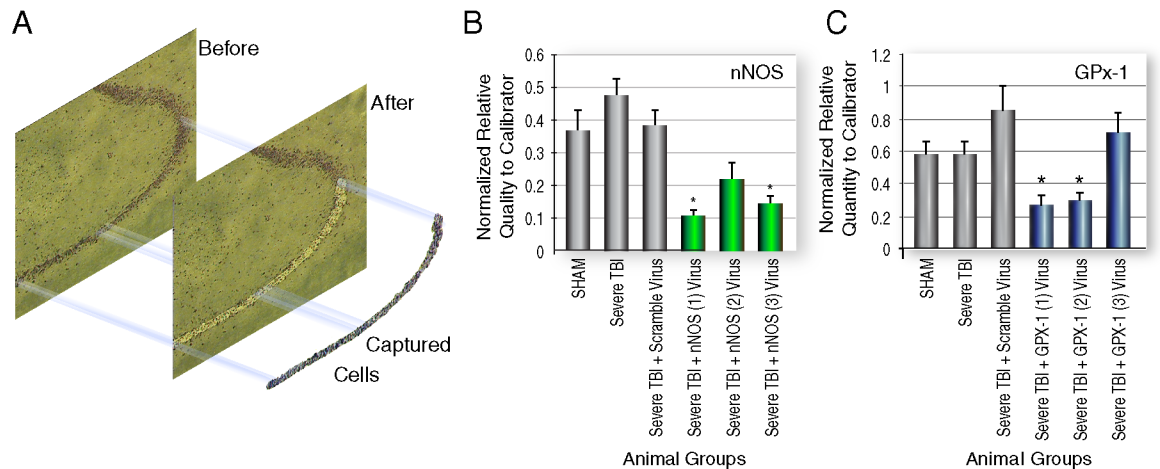 A
Before
After
Captured
Cells
B
Normalized Relative
Quality to Calibrator
0.6
0.5
0.4
0.3
0.2
0.1
0
nNOS
*
*
SHAM
Severe TBI
Severe TBI + Scramble Virus
Severe TBI + nNOS (1) Virus
Severe TBI + nNOS (2) Virus
Severe TBI + nNOS (3) Virus
Animal Groups
C
Normalized Relative
Quantity to Calibrator
1.2
1
0.8
0.6
0.4
0.2
0
GPx-1
*
*
SHAM
Severe TBI
Severe TBI + Scramble Virus
Severe TBI + GPX-1 (1) Virus
Severe TBI + GPX-1 (2) Virus
Severe TBI + GPX-1 (3) Virus
Animal Groups